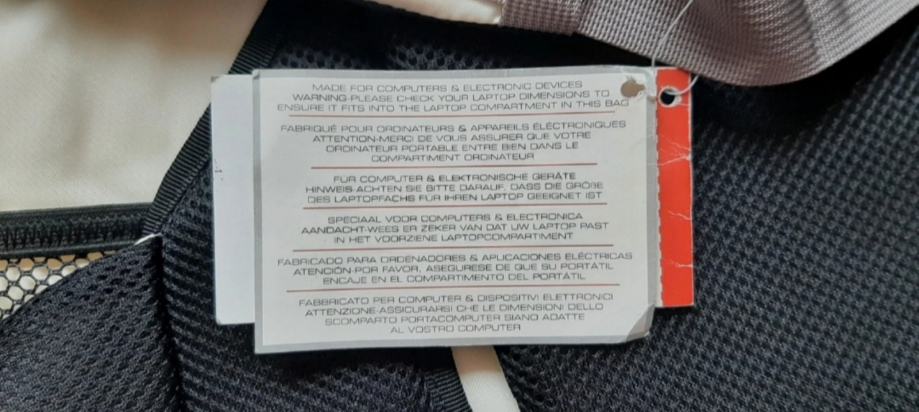 MADE FOR COMPUTERS & ELECTRONIC DEVICES
WARNING-PLEASE CHECK YOUR LAPTOP DIMENSIONS TO
ENSURE IT FITS INTO THE LAPTOP COMPARTMENT IN THIS BAG
FABRIQUÉ POUR ORDINATEURS & APPAREILS ÉLÉCTRONIQUES
ATTENTION-MERCI DE VOUS ASSURER QUE VOTRE
ORDINATEUR PORTABLE ENTRE BIEN DANS LE
COMPARTIMENT ORDINATEUR
FÜR COMPUTER & ELEKTRONISCHE GERÄTE
HINWEIS-ACHTEN SIE BITTE DARAUF, DASS DIE GRÖßE
DES LAPTOPFACHS FÜR IHREN LAPTOP GEEIGNET IST
SPECIAAL VOOR COMPUTERS & ELECTRONICA
AANDACHT-WEES ER ZEKER VAN DAT UW LAPTOP PAST
IN HET VOORZIENE LAPTOPCOMPARTIMENT
FABRICADO PARA ORDENADORES & APLICACIONES ELÉCTRICAS
ATENCIÓN-POR FAVOR, ASEGURESE DE QUE SU PORTÁTIL
ENCAJE EN EL COMPARTIMENTO DEL PORTÁTIL
FABBRICATO PER COMPUTER & DISPOSITIVI ELETTRONICI
ATTENZIONE-ASSICURARSI CHE LE DIMENSIONI DELLO
SCOMPARTO PORTACOMPUTER SIANO ADATTE
AL VOSTRO COMPUTER